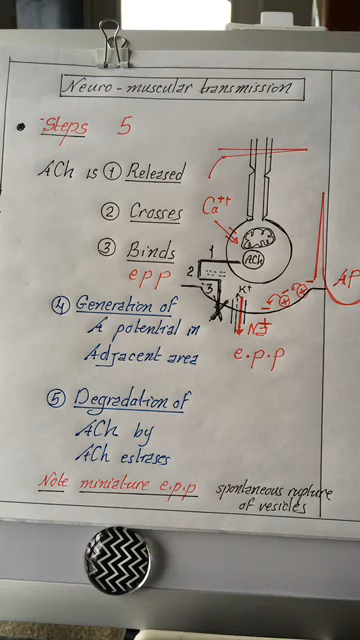 Neuro-muscular transmission
• Steps 5
ACh is ① Released
② Crosses
③ Binds
epp
④ Generation of
A potential in
Adjacent area
⑤ Degradation of
ACh by
ACh estrases
Note miniature e.p.p spontaneous rupture
of vesicles
Ca++
ACh
1
2
3
K+
Na+
e.p.p
AP